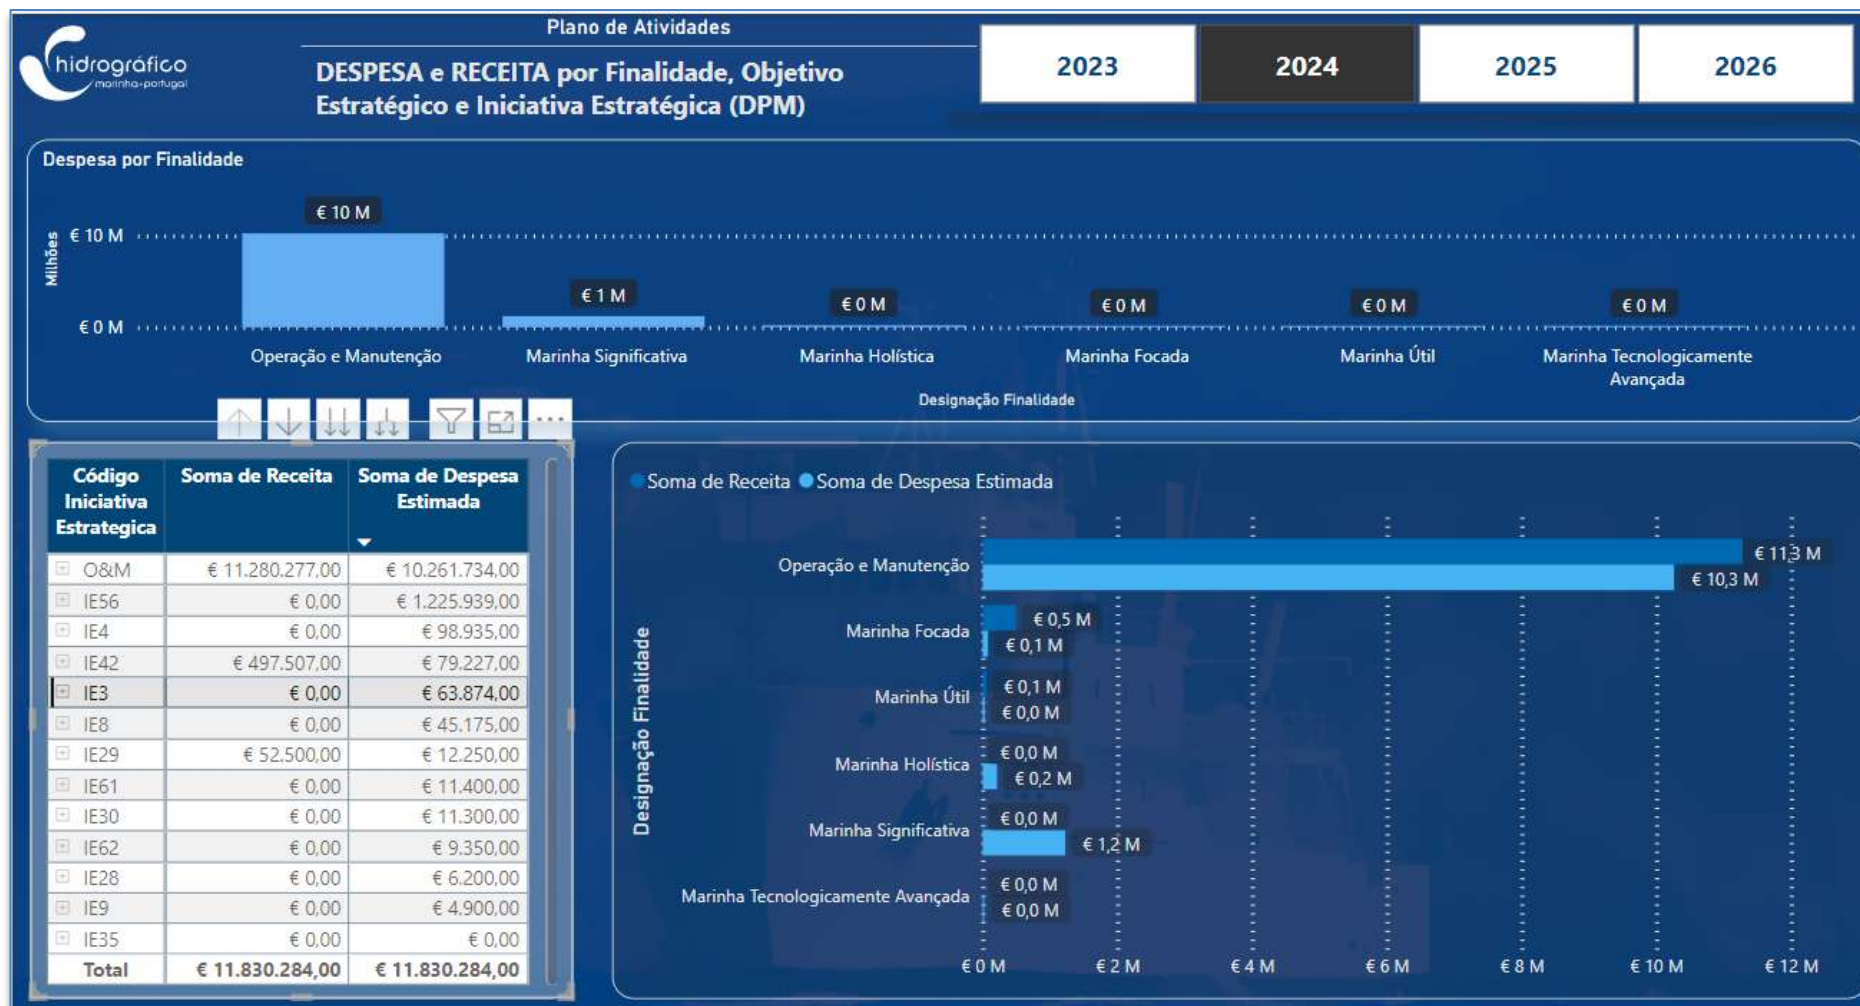 hidrográfico
marinha-portugal
Plano de Atividades
DESPESA e RECEITA por Finalidade, Objetivo
Estratégico e Iniciativa Estratégica (DPM)
2023 2024 2025 2026
Despesa por Finalidade
Milhões
€ 10 M
€ 0 M
€ 10 M
€ 1 M
€ 0 M
€ 0 M
€ 0 M
€ 0 M
Operação e Manutenção
Marinha Significativa
Marinha Holística
Marinha Focada
Marinha Útil
Marinha Tecnologicamente
Avançada
Designação Finalidade
Código
Iniciativa
Estrategica
Soma de Receita
Soma de Despesa
Estimada
O&M € 11.280.277,00 € 10.261.734,00
IE56 € 0,00 € 1.225.939,00
IE4 € 0,00 € 98.935,00
IE42 € 497.507,00 € 79.227,00
IE3 € 0,00 € 63.874,00
IE8 € 0,00 € 45.175,00
IE29 € 52.500,00 € 12.250,00
IE61 € 0,00 € 11.400,00
IE30 € 0,00 € 11.300,00
IE62 € 0,00 € 9.350,00
IE28 € 0,00 € 6.200,00
IE9 € 0,00 € 4.900,00
IE35 € 0,00 € 0,00
Total € 11.830.284,00 € 11.830.284,00
Soma de Receita Soma de Despesa Estimada
Designação Finalidade
Operação e Manutenção
€ 11,3 M
€ 10,3 M
Marinha Focada
€ 0,5 M
€ 0,1 M
Marinha Útil
€ 0,1 M
€ 0,0 M
Marinha Holística
€ 0,0 M
€ 0,2 M
Marinha Significativa
€ 0,0 M
€ 1,2 M
Marinha Tecnologicamente Avançada
€ 0,0 M
€ 0,0 M
€ 0 M € 2 M € 4 M € 6 M € 8 M € 10 M € 12 M